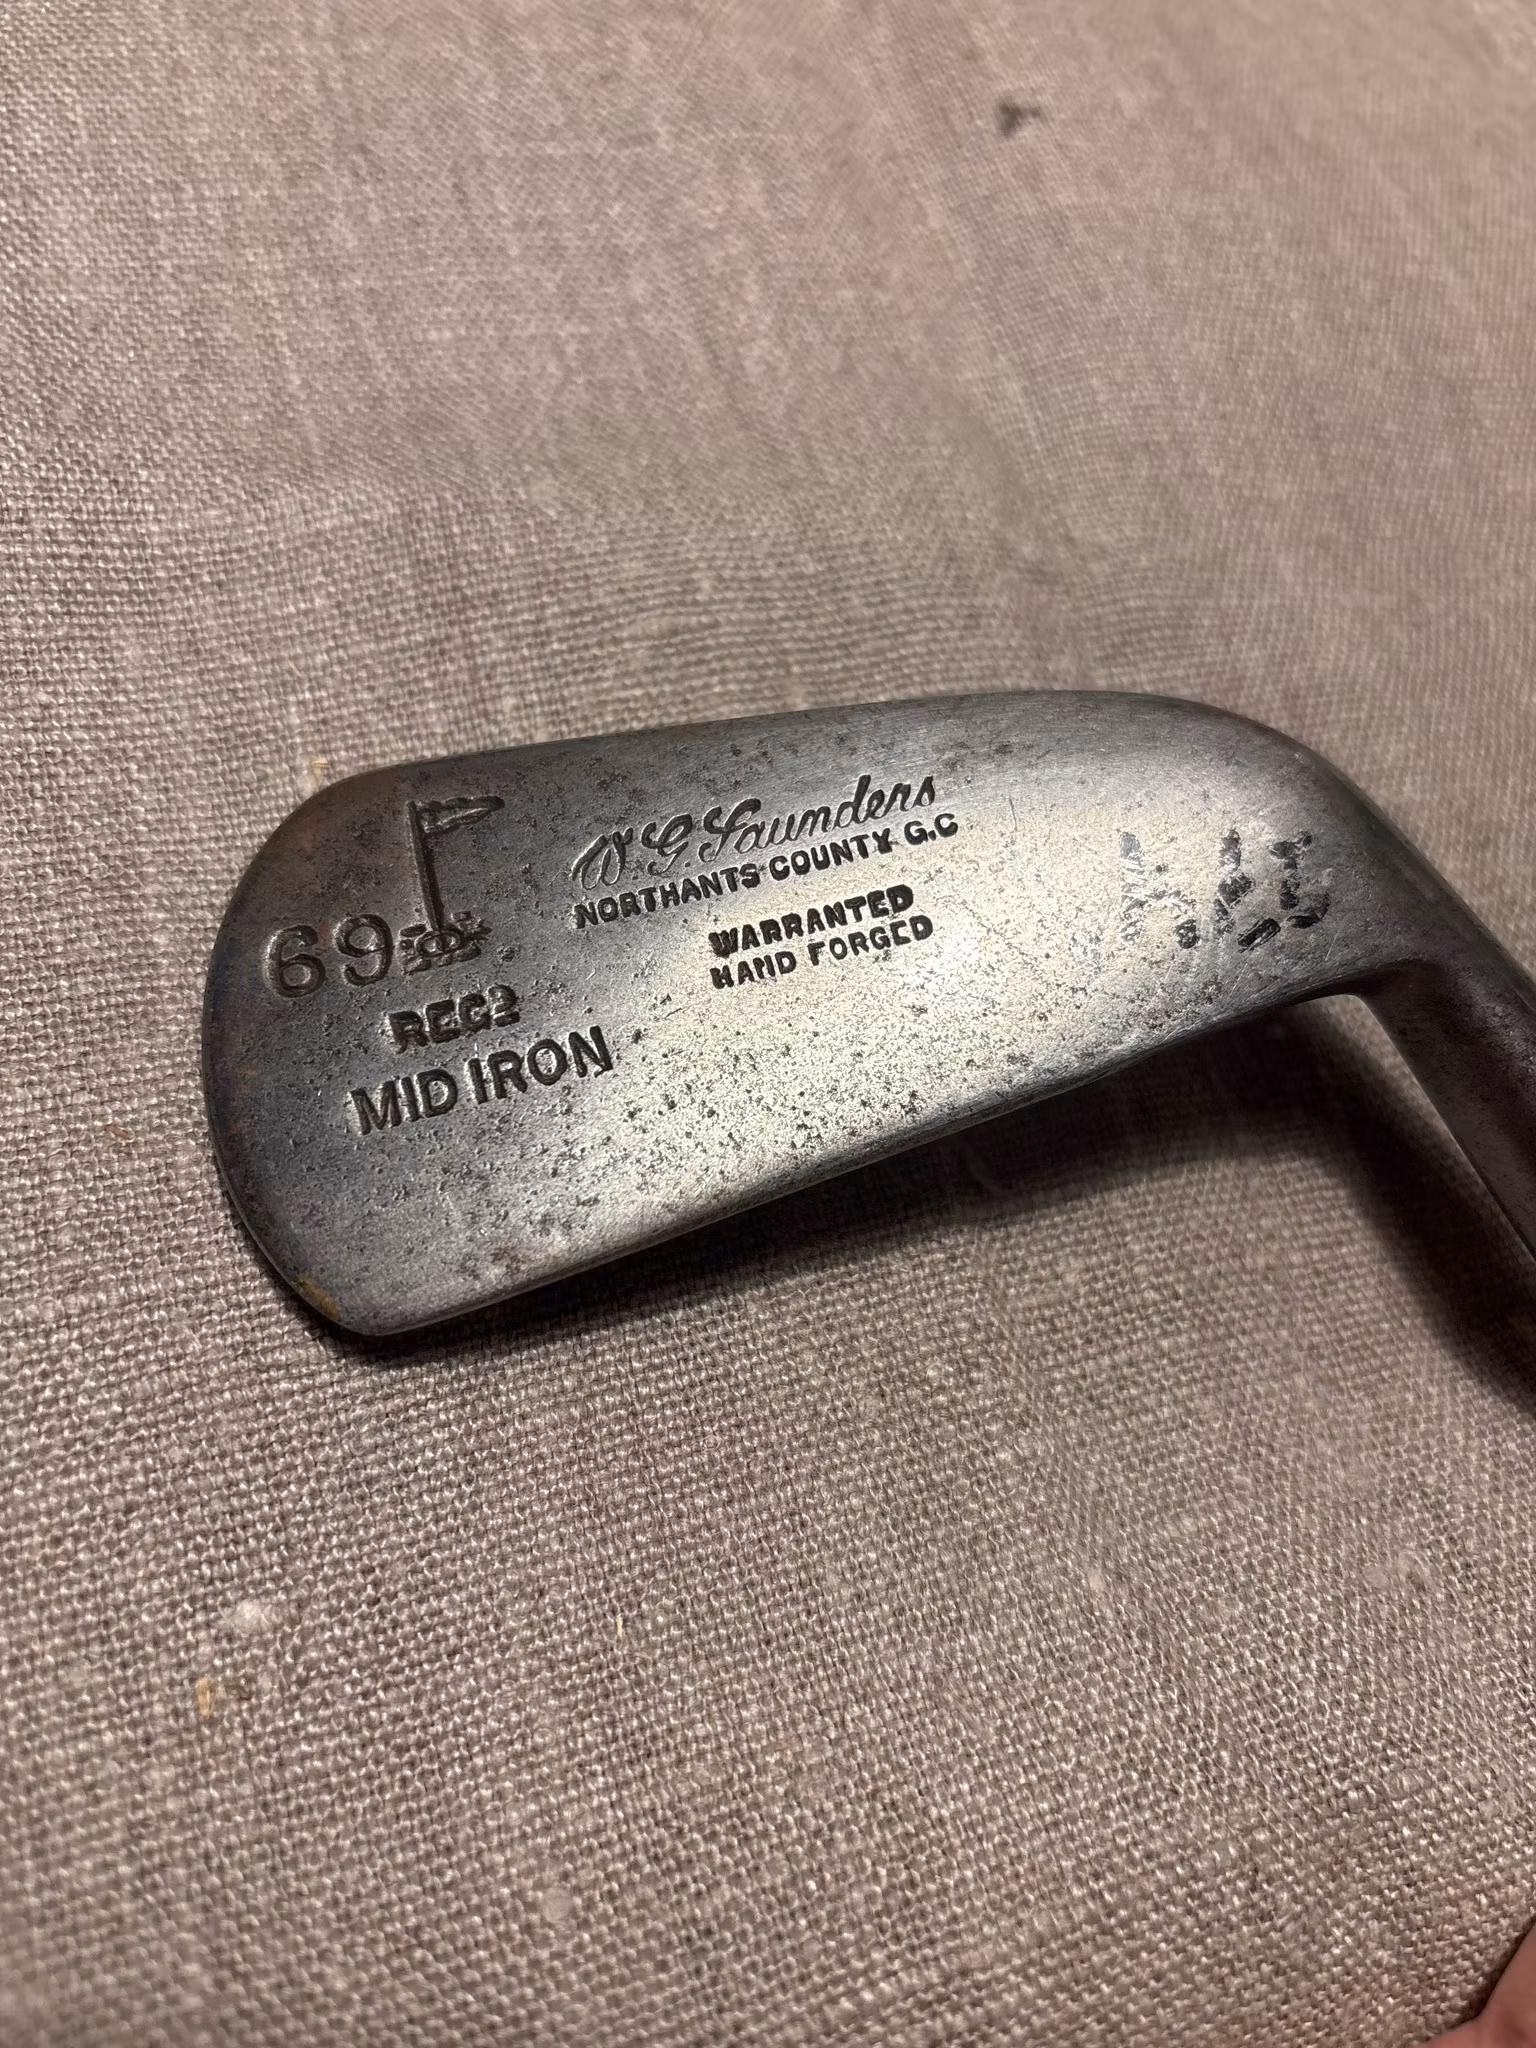 69
REGD
MID IRON
W.G. Saunders
NORTHANTS COUNTY G.C
WARRANTED
HAND FORGED